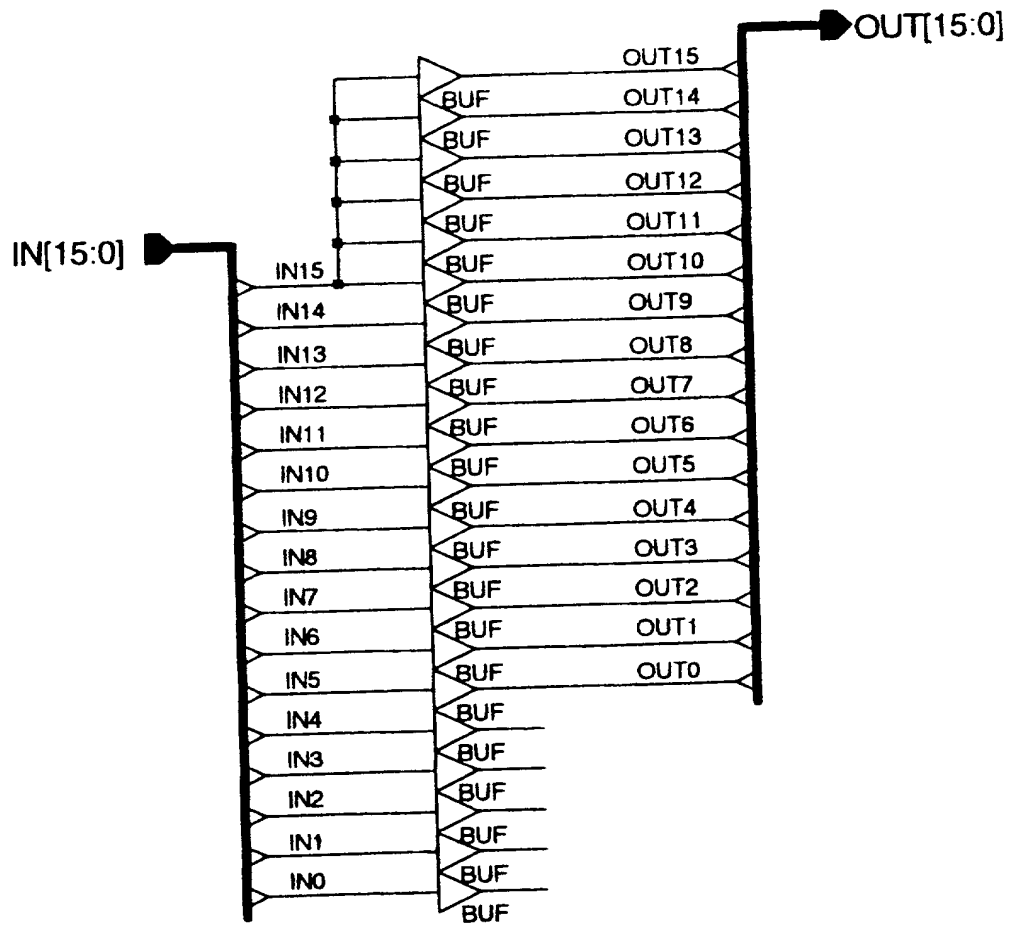 OUT[15:0]
OUT15
BUF OUT14
BUF OUT13
BUF OUT12
BUF OUT11
IN[15:0]
IN15 BUF OUT10
IN14 BUF OUT9
IN13 BUF OUT8
IN12 BUF OUT7
IN11 BUF OUT6
IN10 BUF OUT5
IN9 BUF OUT4
IN8 BUF OUT3
IN7 BUF OUT2
IN6 BUF OUT1
IN5 BUF OUT0
IN4 BUF
IN3 BUF
IN2 BUF
IN1 BUF
IN0 BUF
BUF